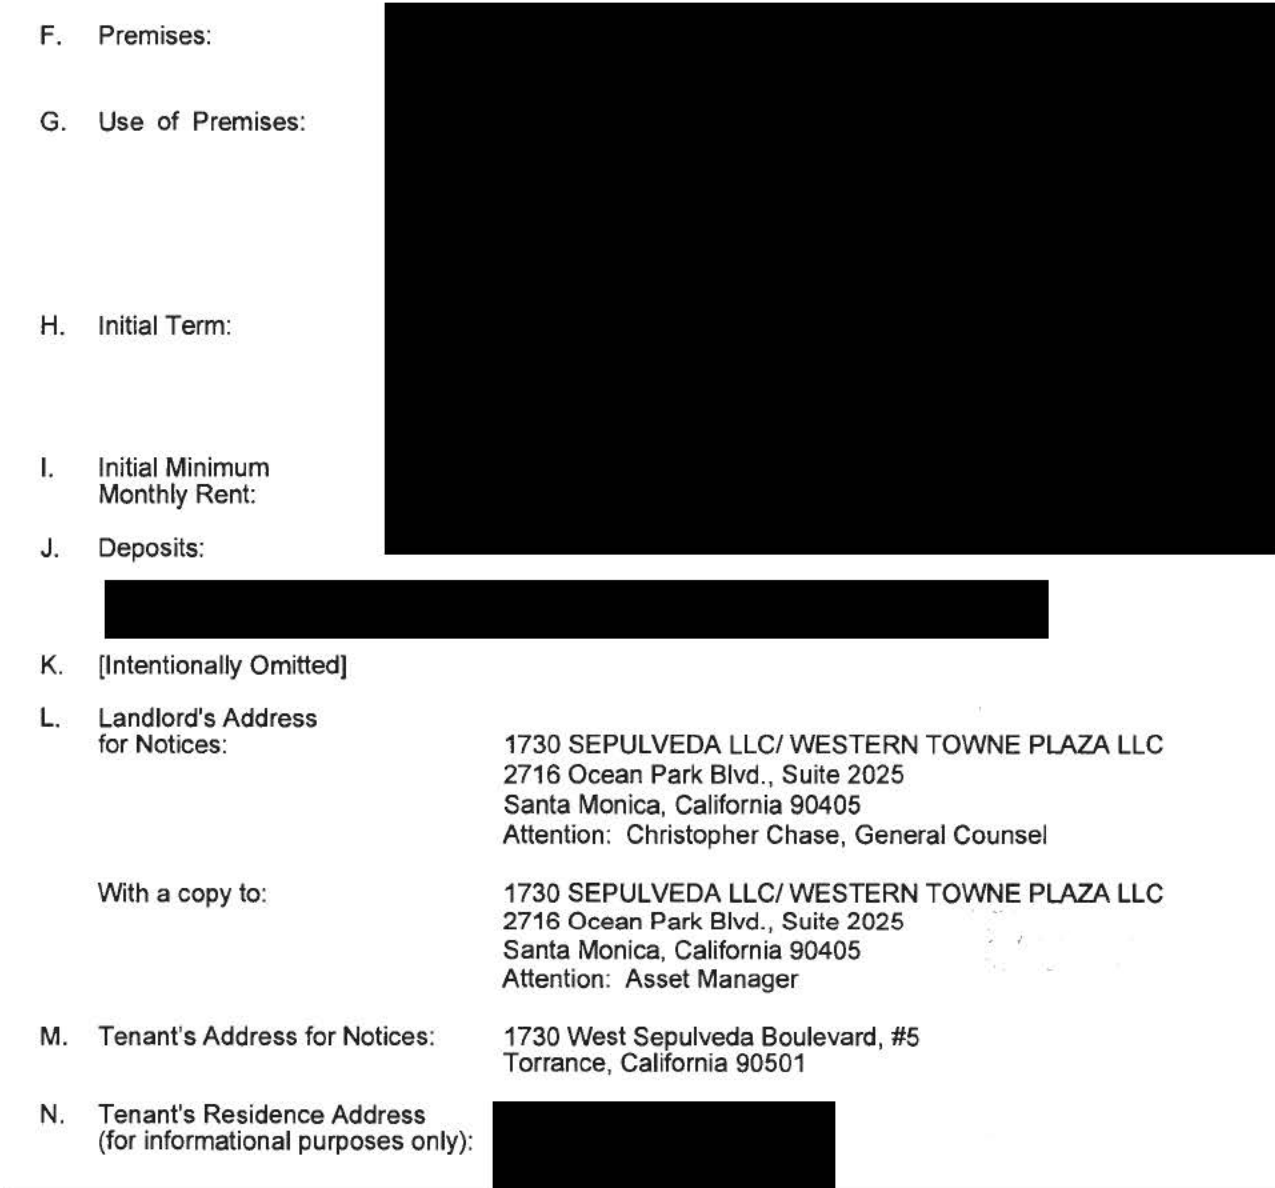 F. Premises:
G. Use of Premises:
H. Initial Term:
I. Initial Minimum
Monthly Rent:
J. Deposits:
K. [Intentionally Omitted]
L. Landlord's Address
for Notices:
1730 SEPULVEDA LLC/ WESTERN TOWNE PLAZA LLC
2716 Ocean Park Blvd., Suite 2025
Santa Monica, California 90405
Attention: Christopher Chase, General Counsel
With a copy to: 1730 SEPULVEDA LLC/ WESTERN TOWNE PLAZA LLC
2716 Ocean Park Blvd., Suite 2025
Santa Monica, California 90405
Attention: Asset Manager
M. Tenant's Address for Notices: 1730 West Sepulveda Boulevard, #5
Torrance, California 90501
N. Tenant's Residence Address
(for informational purposes only):